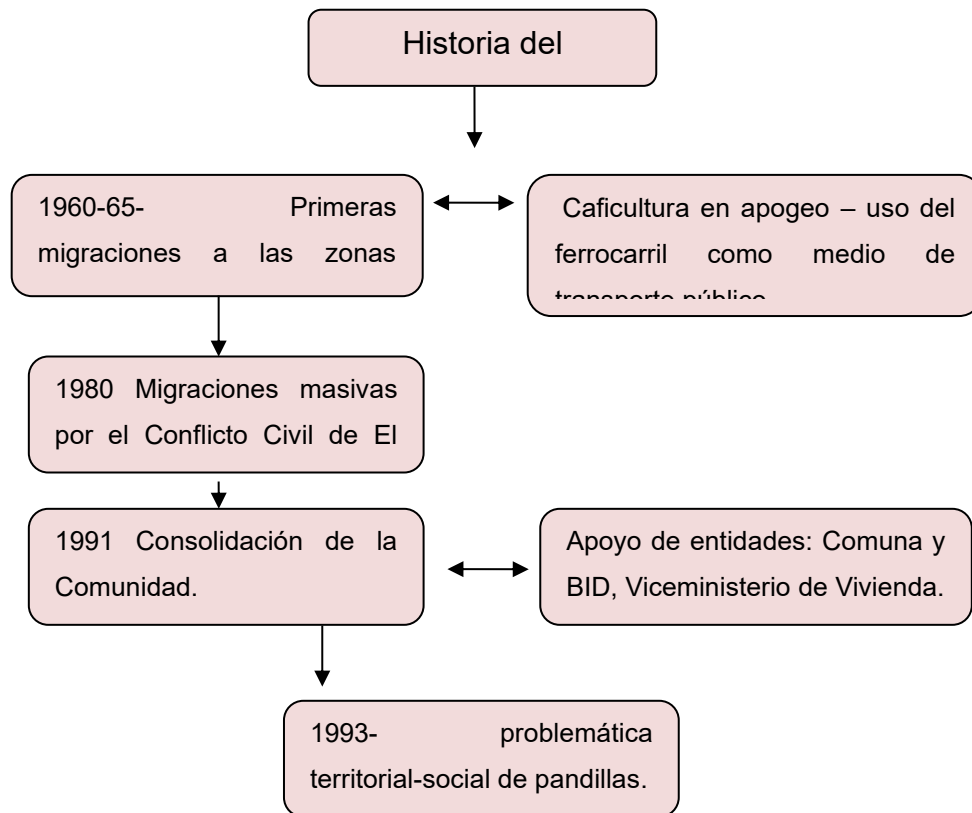 Historia del
1960-65- Primeras
migraciones a las zonas
Caficultura en apogeo – uso del
ferrocarril como medio de
transporte público
1980 Migraciones masivas
por el Conflicto Civil de El
1991 Consolidación de la
Comunidad.
Apoyo de entidades: Comuna y
BID, Viceministerio de Vivienda.
1993- problemática
territorial-social de pandillas.